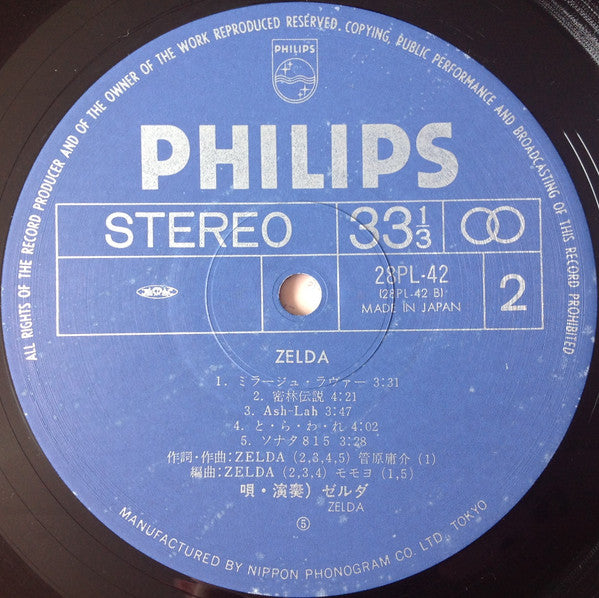 ALL RIGHTS OF THE RECORD PRODUCER AND OF THE OWNER OF THE WORK REPRODUCED RESERVED. COPYING, PUBLIC PERFORMANCE AND BROADCASTING OF THIS RECORD PROHIBITED
PHILIPS
PHILIPS
STEREO 33⅓
28PL-42
(28PL-42 B)
MADE IN JAPAN
2
ZELDA
1. ミラージュ・ラヴァー 3:31
2. 密林伝説 4:21
3. Ash-Lah 3:47
4. と・ら・わ・れ 4:02
5. ソナタ815 3:28
作詞・作曲:ZELDA (2,3,4,5) 菅原庸介 (1)
編曲:ZELDA (2,3,4) モモヨ (1,5)
唄・演奏) ゼルダ
ZELDA
⑤
MANUFACTURED BY NIPPON PHONOGRAM CO. LTD., TOKYO